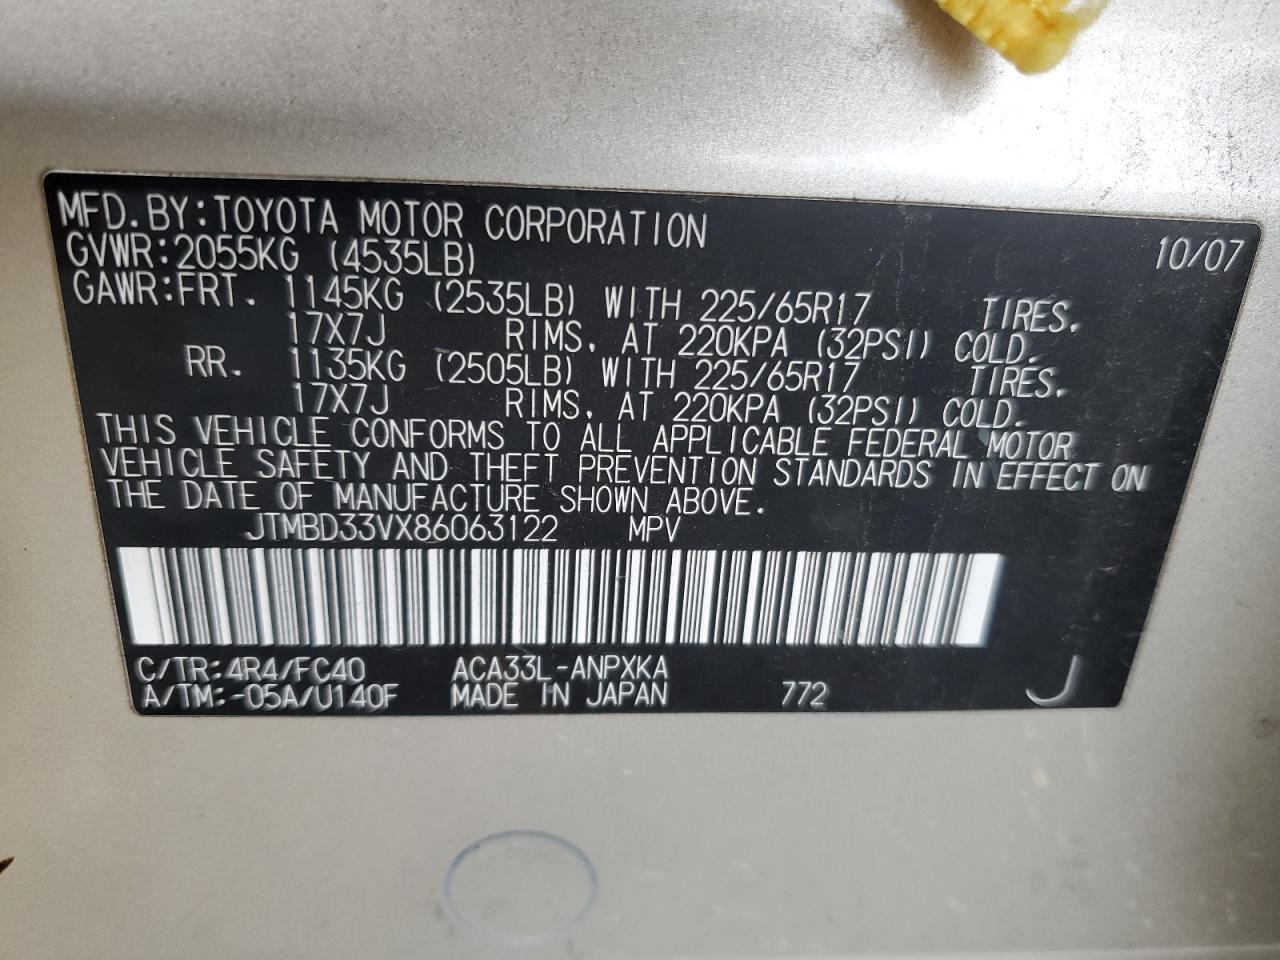 MFD.BY:TOYOTA MOTOR CORPORATION 10/07
GVWR:2055KG (4535LB)
GAWR:FRT. 1145KG (2535LB) WITH 225/65R17 TIRES.
17X7J RIMS, AT 220KPA (32PSI) COLD.
RR. 1135KG (2505LB) WITH 225/65R17 TIRES.
17X7J RIMS, AT 220KPA (32PSI) COLD.
THIS VEHICLE CONFORMS TO ALL APPLICABLE FEDERAL MOTOR
VEHICLE SAFETY AND THEFT PREVENTION STANDARDS IN EFFECT ON
THE DATE OF MANUFACTURE SHOWN ABOVE.
JTMBD33VX86063122 MPV
C/TR:4R4/FC40 ACA33L-ANPXKA
A/TM:-05A/U140F MADE IN JAPAN 772 J